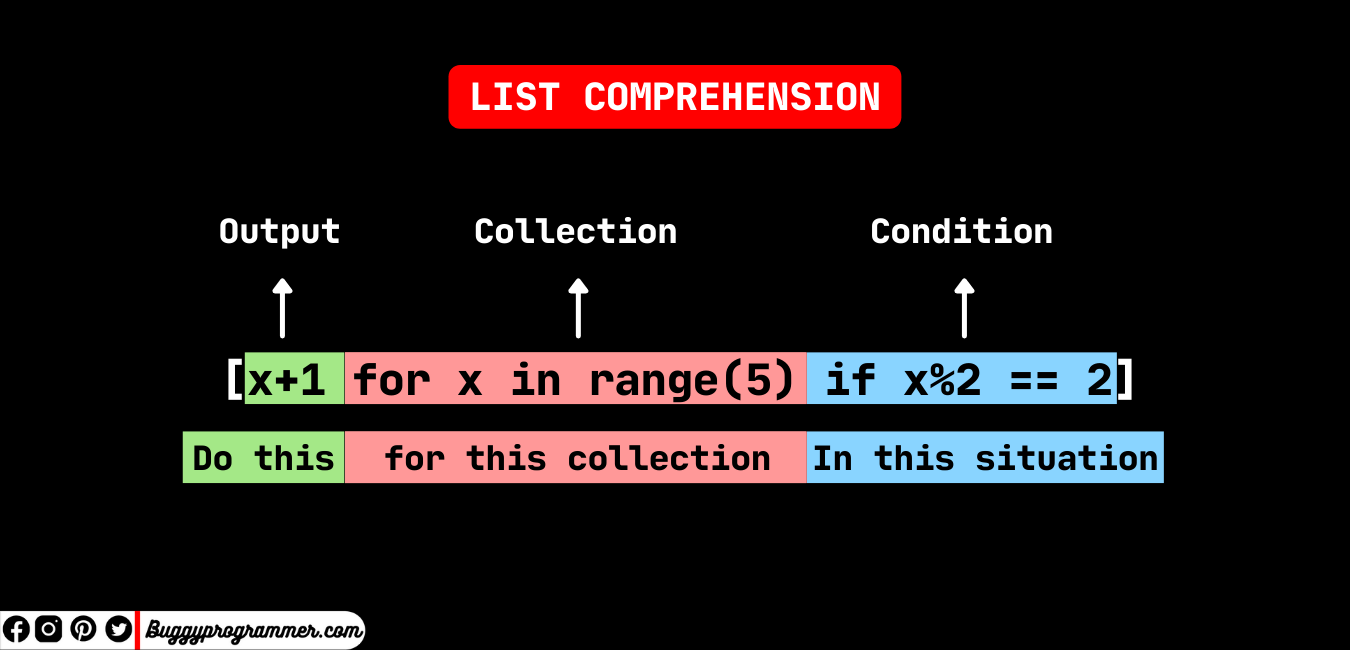 LIST COMPREHENSION
Output Collection Condition
[x+1 for x in range(5) if x%2 == 2]
Do this for this collection In this situation
Buggyprogrammer.com